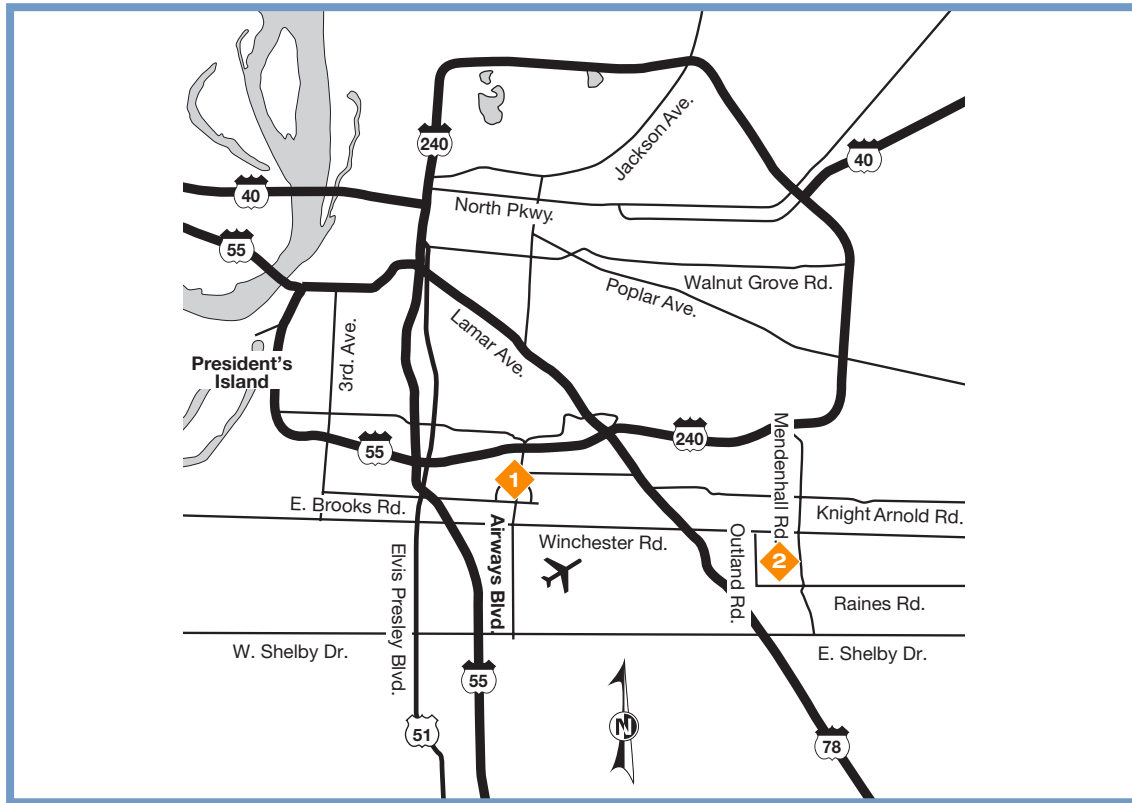 240
Jackson Ave.
40
40
North Pkwy.
55
Walnut Grove Rd.
Poplar Ave.
Lamar Ave.
3rd. Ave.
President's
Island
Mendenhall Rd.
240
55
1
E. Brooks Rd.
Knight Arnold Rd.
Airways Blvd.
Winchester Rd.
Outland Rd.
2
Elvis Presley Blvd.
Raines Rd.
W. Shelby Dr.
E. Shelby Dr.
55
N
51
78